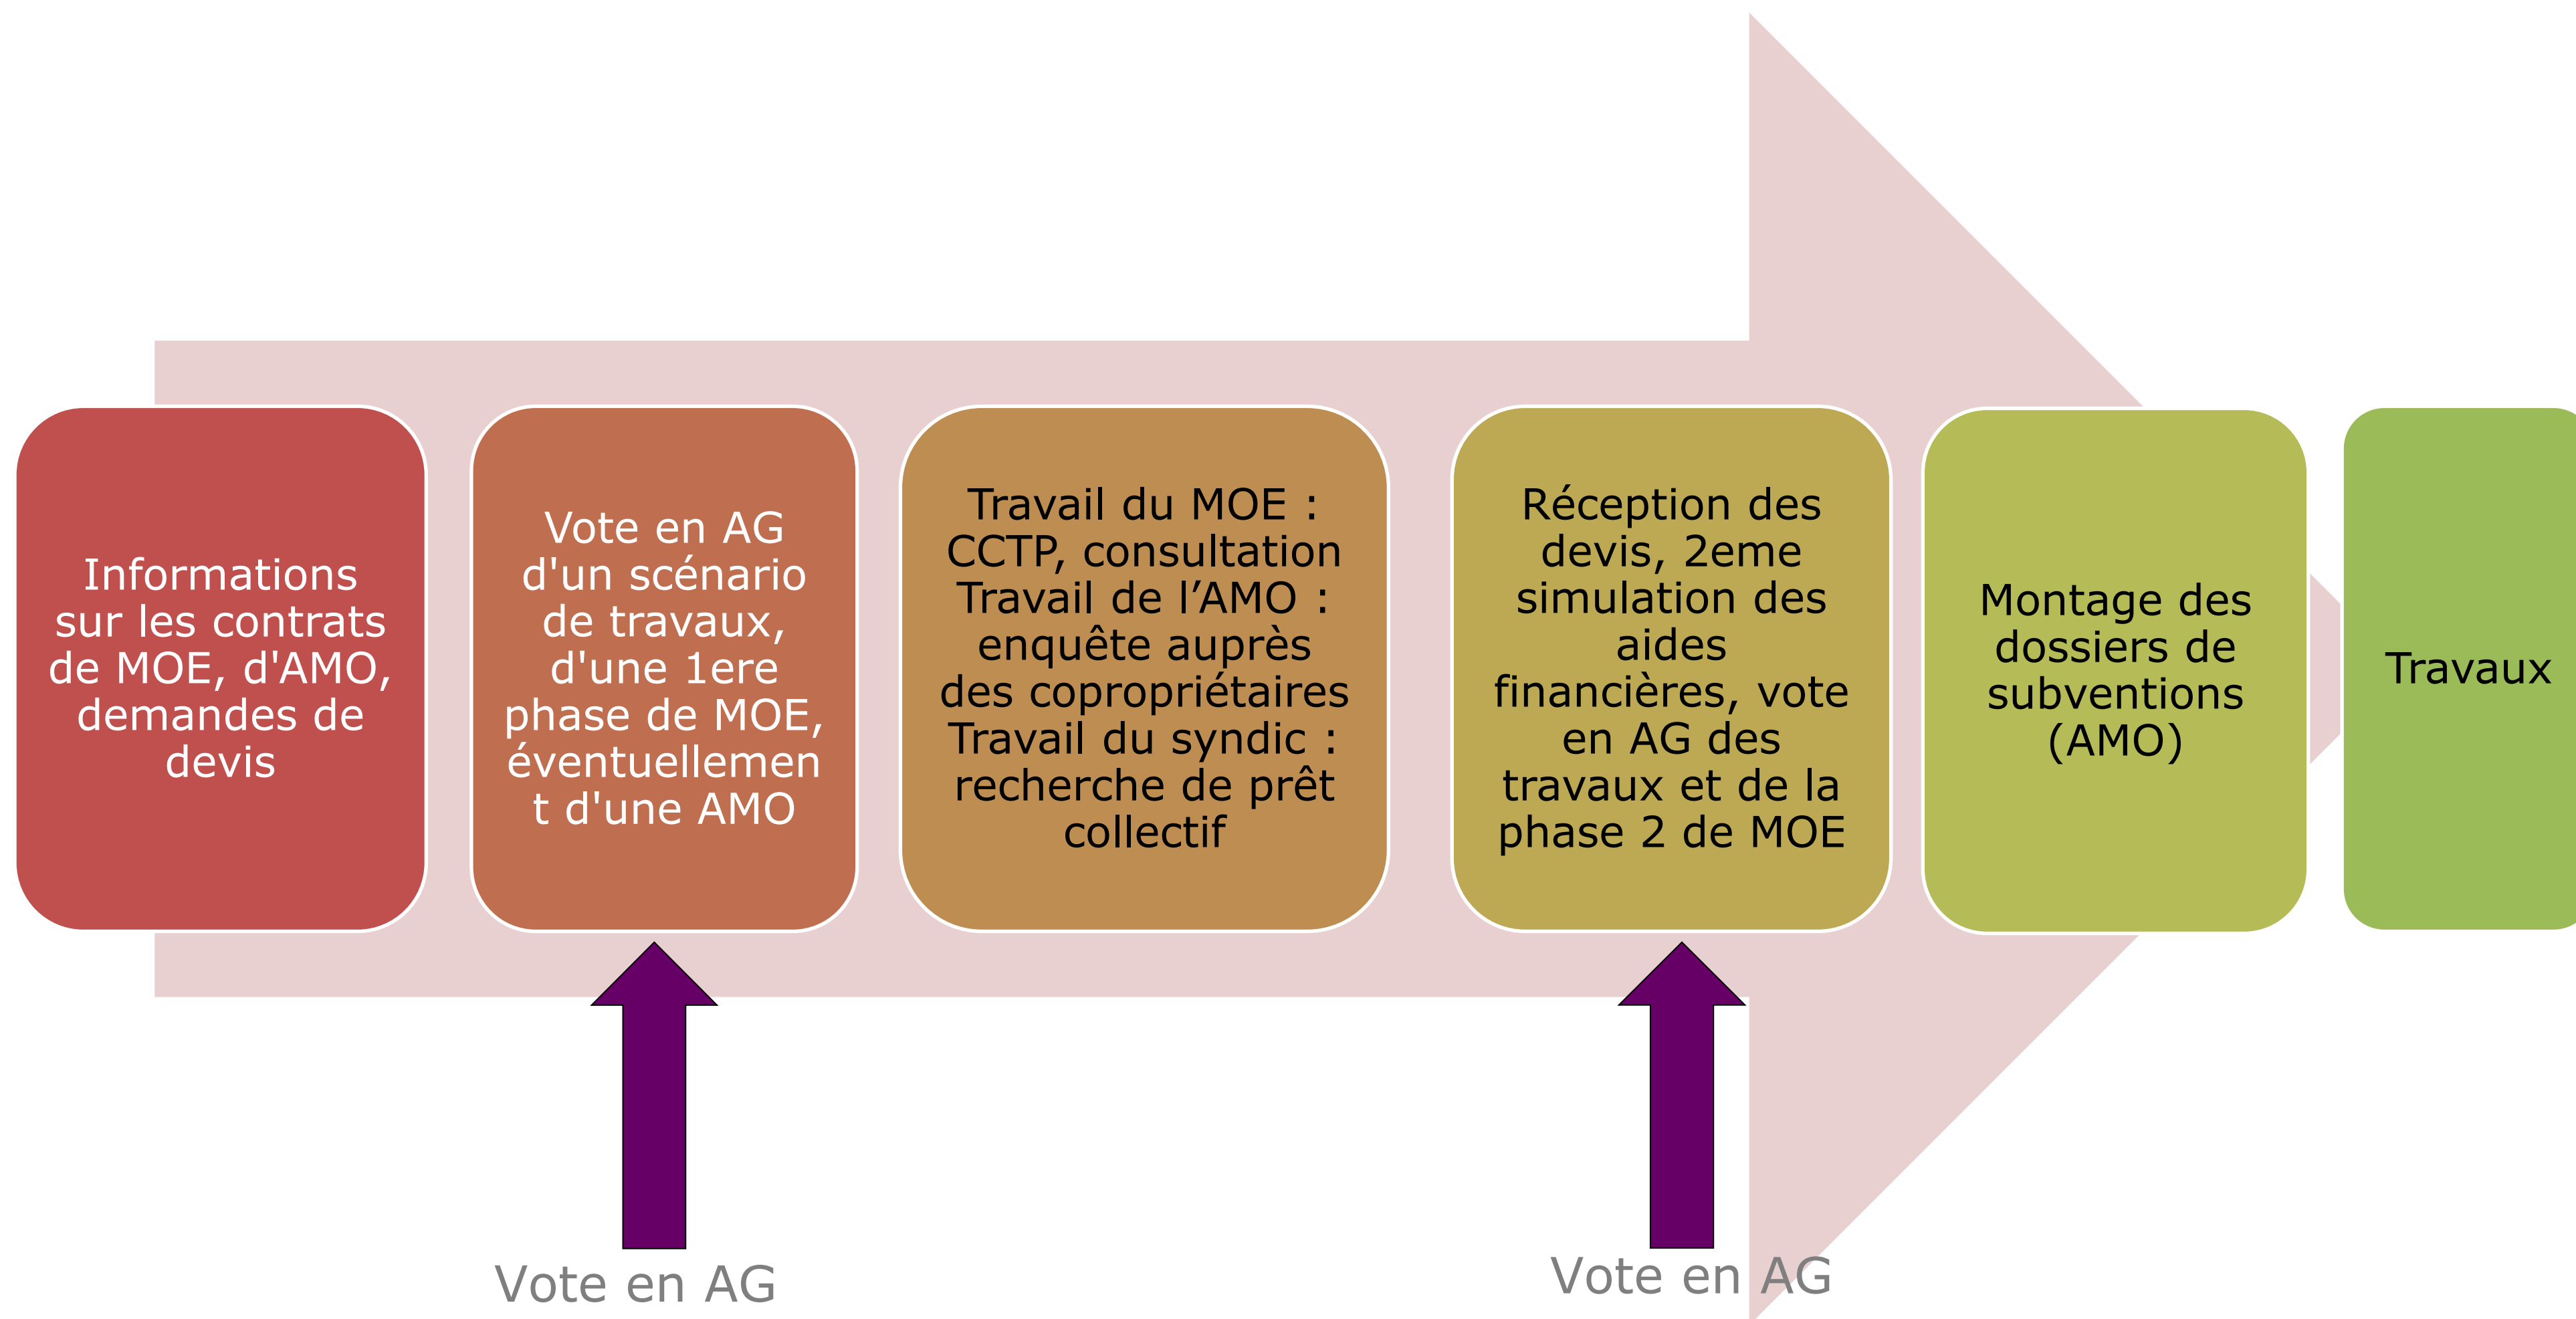 Informations
sur les contrats
de MOE, d'AMO,
demandes de
devis
Vote en AG
d'un scénario
de travaux,
d'une 1ere
phase de MOE,
éventuellemen
t d'une AMO
Travail du MOE :
CCTP, consultation
Travail de l’AMO :
enquête auprès
des copropriétaires
Travail du syndic :
recherche de prêt
collectif
Réception des
devis, 2eme
simulation des
aides
financières, vote
en AG des
travaux et de la
phase 2 de MOE
Montage des
dossiers de
subventions
(AMO)
Travaux
Vote en AG
Vote en AG